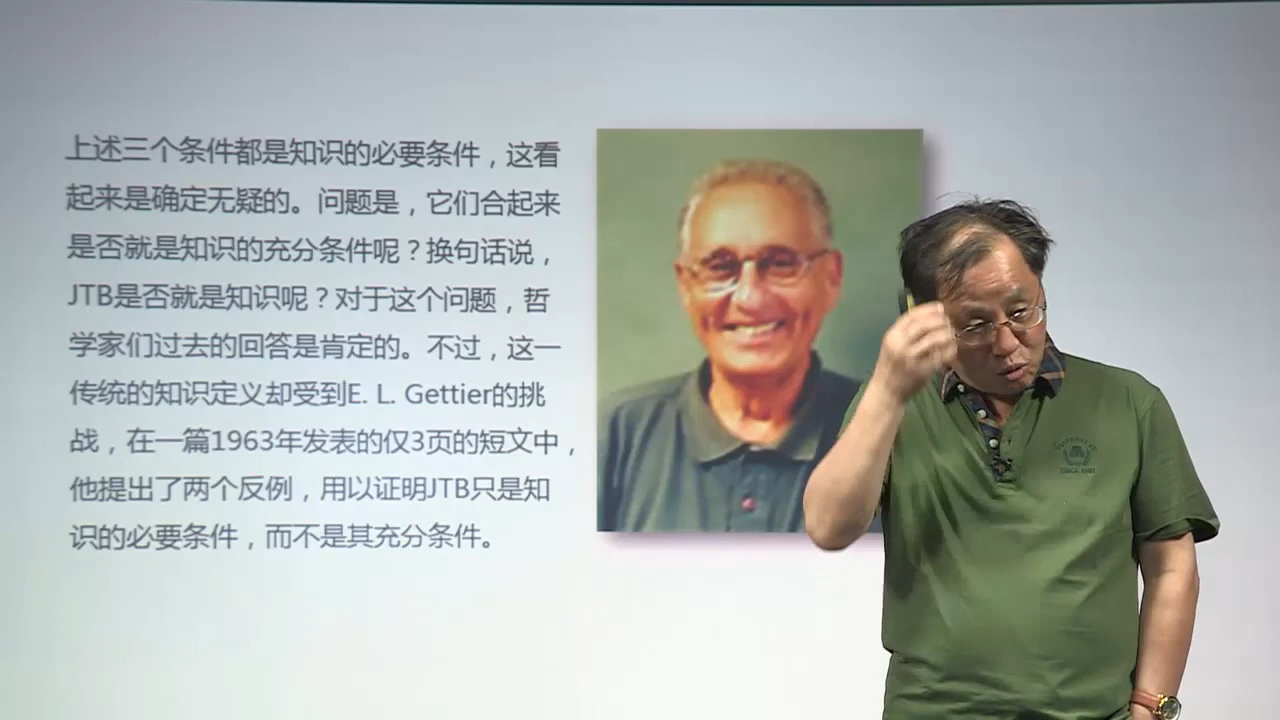 上述三个条件都是知识的必要条件，这看
起来是确定无疑的。问题是，它们合起来
是否就是知识的充分条件呢？换句话说，
JTB是否就是知识呢？对于这个问题，哲
学家们过去的回答是肯定的。不过，这一
传统的知识定义却受到E. L. Gettier的挑
战，在一篇1963年发表的仅3页的短文中，
他提出了两个反例，用以证明JTB只是知
识的必要条件，而不是其充分条件。